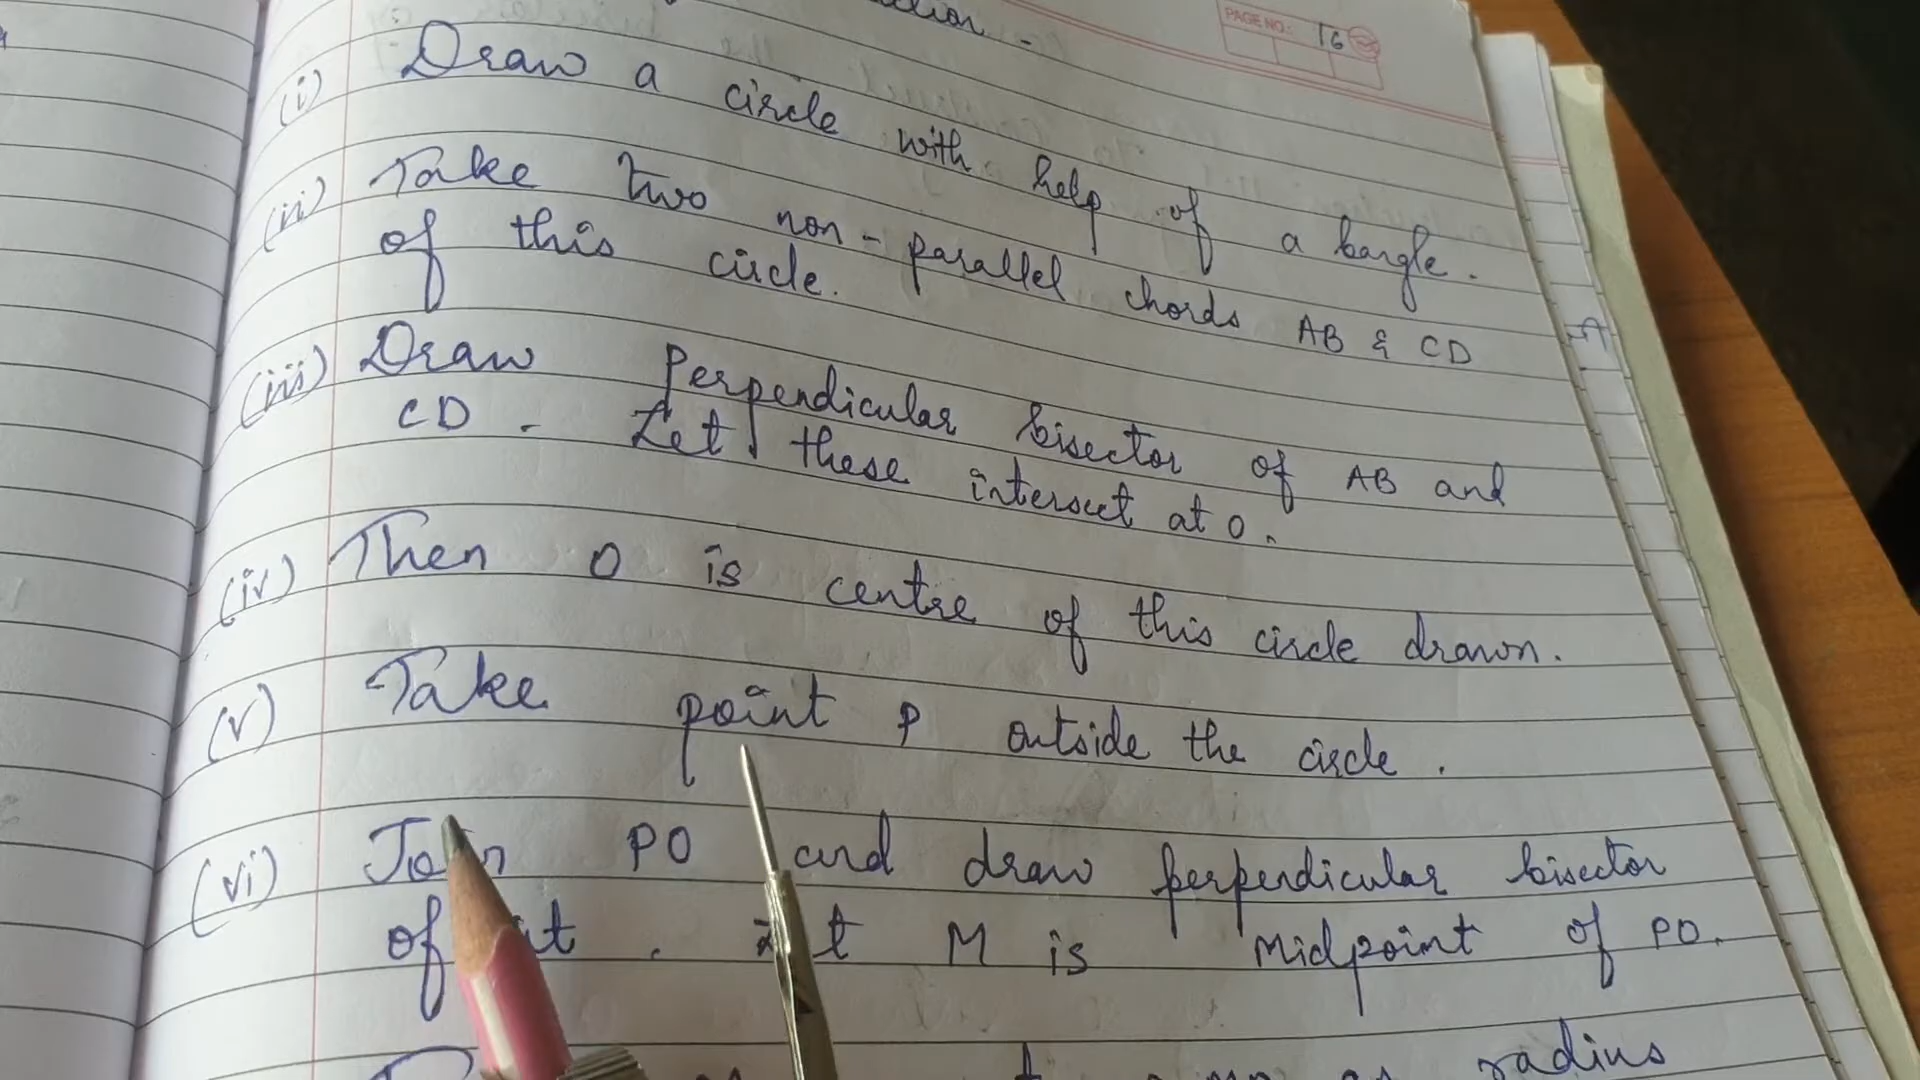 PAGE NO.: 16
(i) Draw a circle with help of a bangle.
(ii) Take two non-parallel chords AB & CD
of this circle.
(iii) Draw Perpendicular bisector of AB and
CD. Let these intersect at O.
(iv) Then O is centre of this circle drawn.
(v) Take point P outside the circle.
(vi) Join PO and draw perpendicular bisector
of it. Let M is Midpoint of PO.
as radius